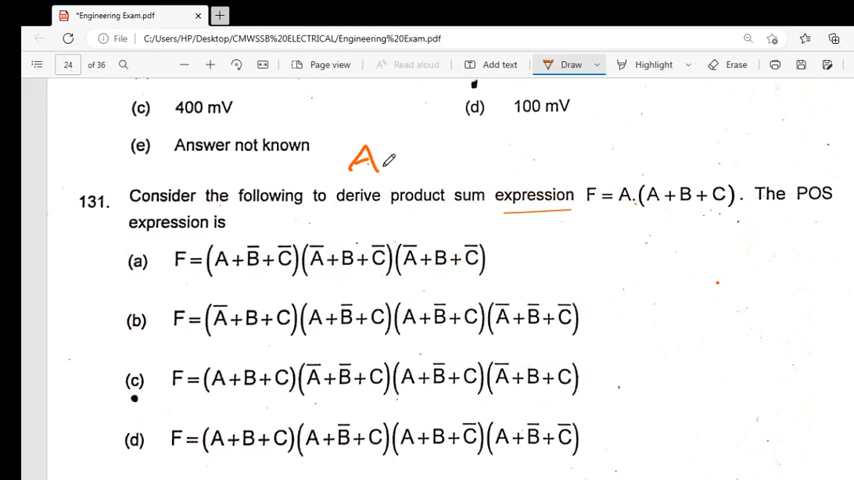 *Engineering Exam.pdf
File C:/Users/HP/Desktop/CMWSSB%20ELECTRICAL/Engineering%20Exam.pdf
24 of 36 Page view Read aloud Add text Draw Highlight Erase
(c) 400 mV (d) 100 mV
(e) Answer not known
A
131. Consider the following to derive product sum expression F = A.(A + B + C). The POS
expression is
(a) F = (A + B̅ + C̅)(A̅ + B + C̅)(A̅ + B + C̅)
(b) F = (A̅ + B + C)(A + B̅ + C)(A + B̅ + C)(A̅ + B̅ + C̅)
(c) F = (A + B + C)(A̅ + B̅ + C)(A + B̅ + C)(A̅ + B + C)
(d) F = (A + B + C)(A + B̅ + C)(A + B + C̅)(A + B̅ + C̅)